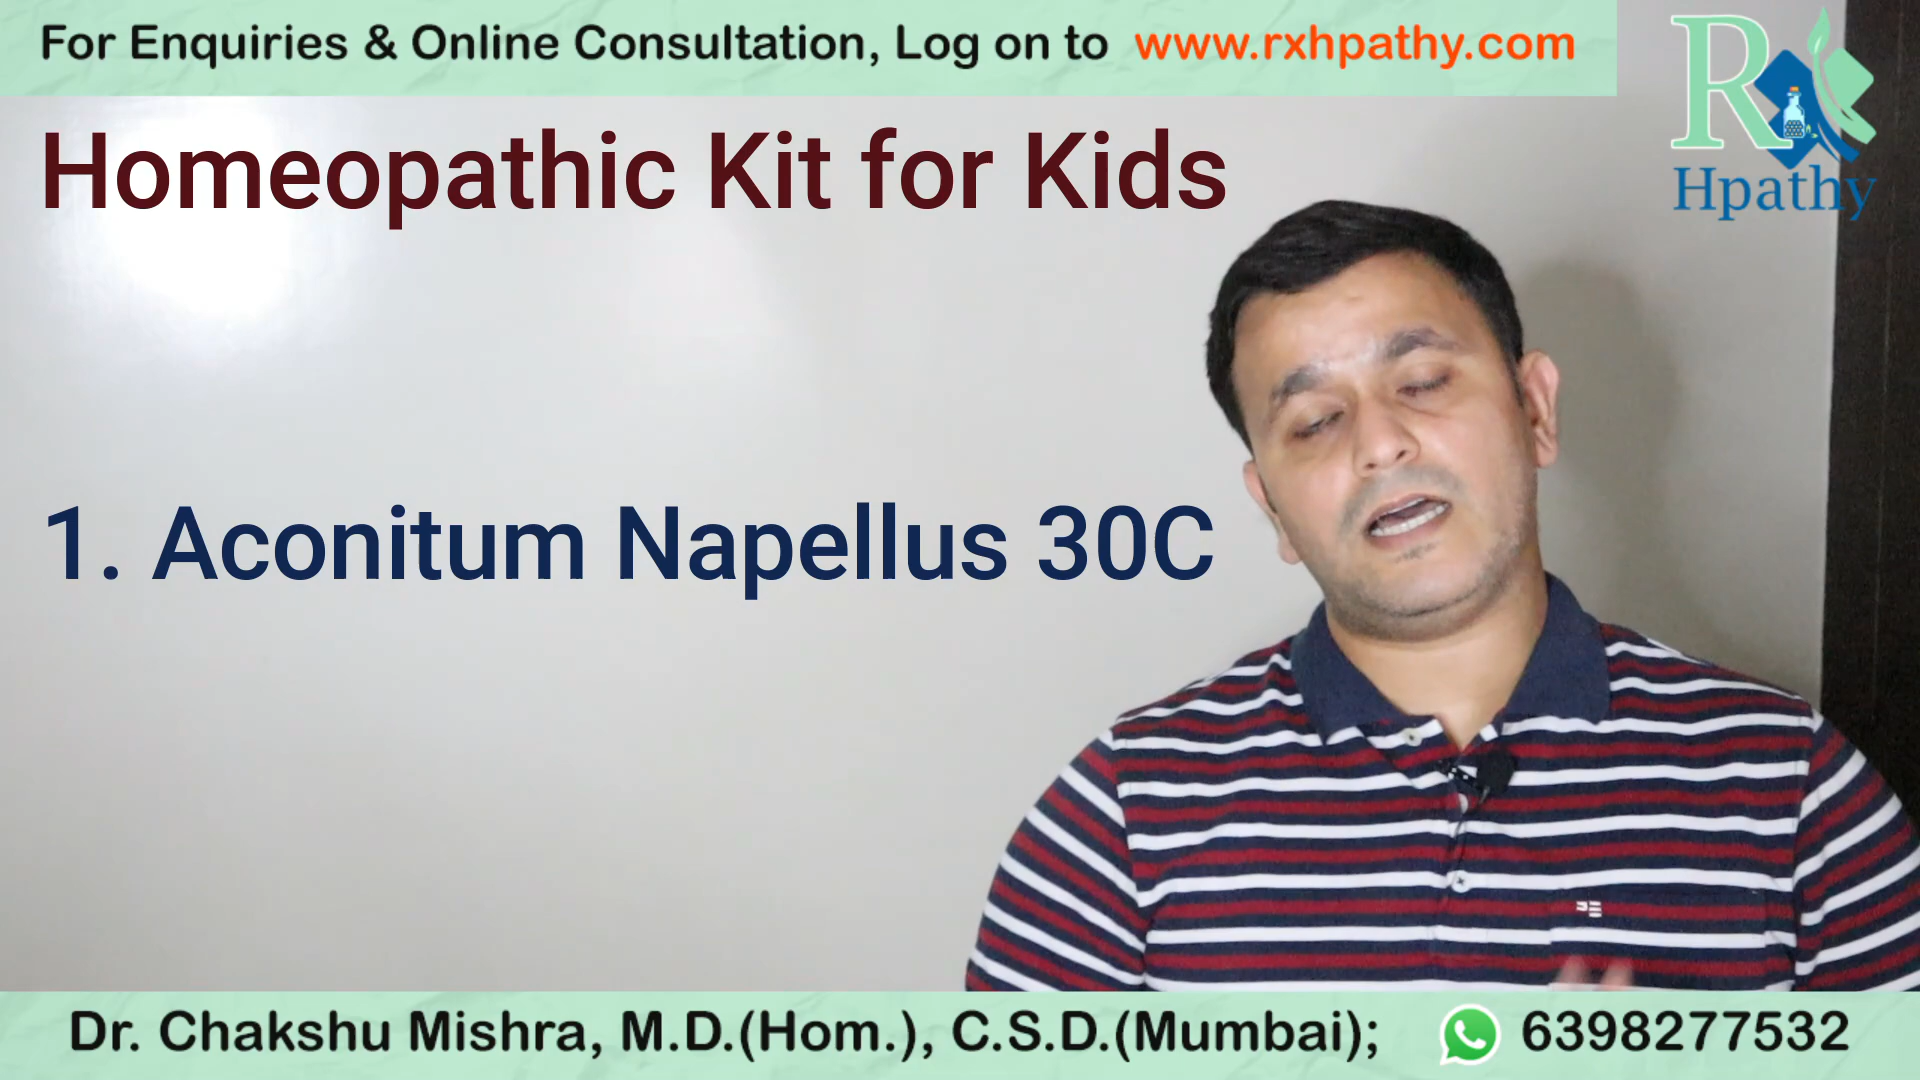 For Enquiries & Online Consultation, Log on to www.rxhpathy.com
Rx
Hpathy
Homeopathic Kit for Kids
1. Aconitum Napellus 30C
Dr. Chakshu Mishra, M.D.(Hom.), C.S.D.(Mumbai); 6398277532